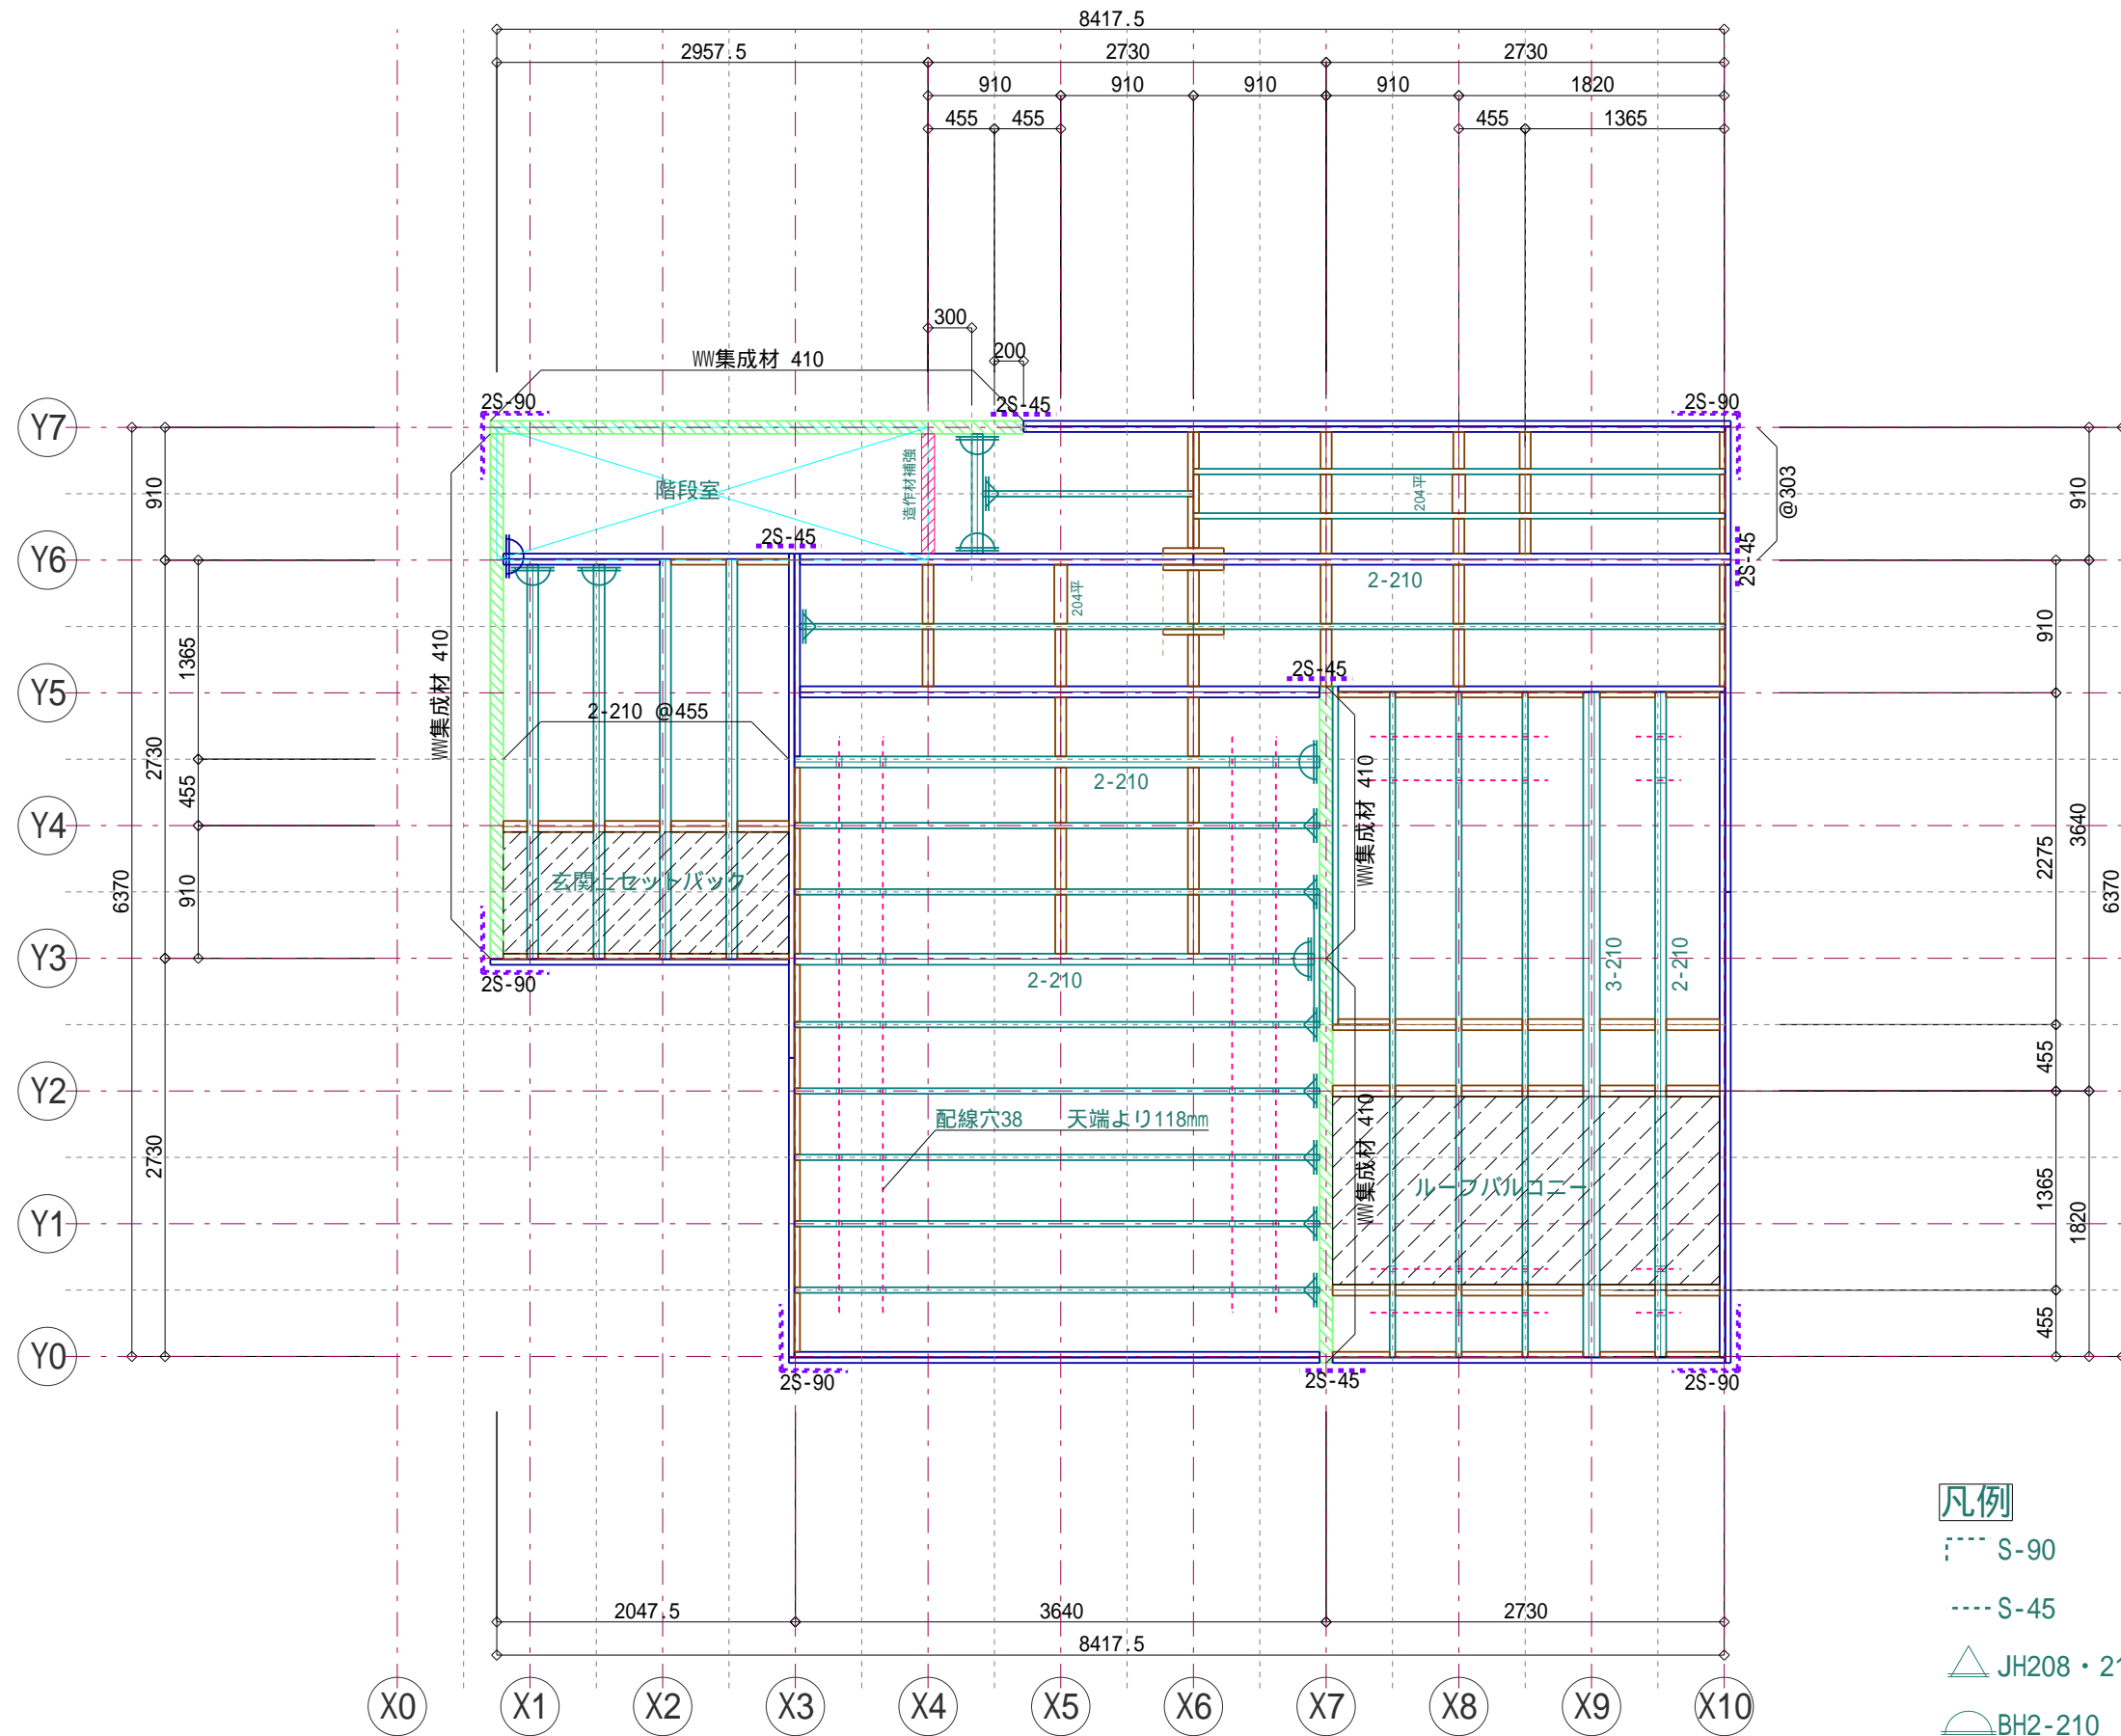 8417.5
2957.5 2730 2730
910 910 910 910 1820
455 455 455 1365
300
200
WW集成材 410
2S-90 2S-45 2S-90
Y7
910
階段室
造作材補強
204平
@303
910
2S-45
Y6
2S-45
2-210
204平
1365
WW集成材 410
910
2S-45
Y5
2-210 @455
2730
2-210
WW集成材 410
455
Y4
玄関上セットバック
6370
910
2275
3640
6370
3-210
2-210
Y3
2S-90
2-210
455
Y2
配線穴38 天端より118mm
WW集成材 410
2730
ルーフバルコニー
1365
1820
Y1
455
Y0
2S-90 2S-45 2S-90
凡例
S-90
S-45
JH208・21
BH2-210
2047.5 3640 2730
8417.5
X0 X1 X2 X3 X4 X5 X6 X7 X8 X9 X10